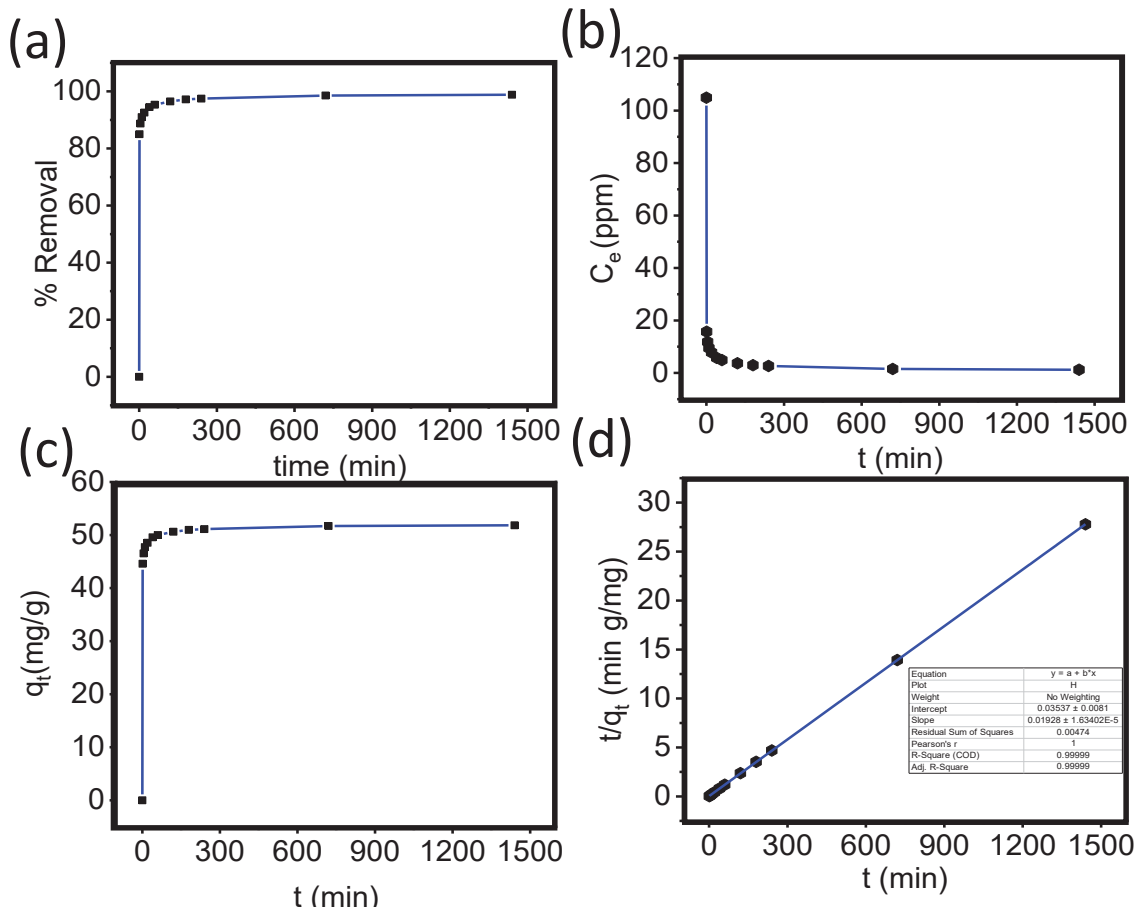 (a)
% Removal
100
80
60
40
20
0
0 300 600 900 1200 1500
time (min)
(b)
Ce (ppm)
120
100
80
60
40
20
0
0 300 600 900 1200 1500
t (min)
(c)
qt(mg/g)
60
50
40
30
20
10
0
0 300 600 900 1200 1500
t (min)
(d)
t/qt (min g/mg)
30
25
20
15
10
5
0
0 300 600 900 1200 1500
t (min)
Equation y = a + b*x
Plot H
Weight No Weighting
Intercept 0.03537 ± 0.0081
Slope 0.01928 ± 1.63402E-5
Residual Sum of Squares 0.00474
Pearson's r 1
R-Square (COD) 0.99999
Adj. R-Square 0.99999